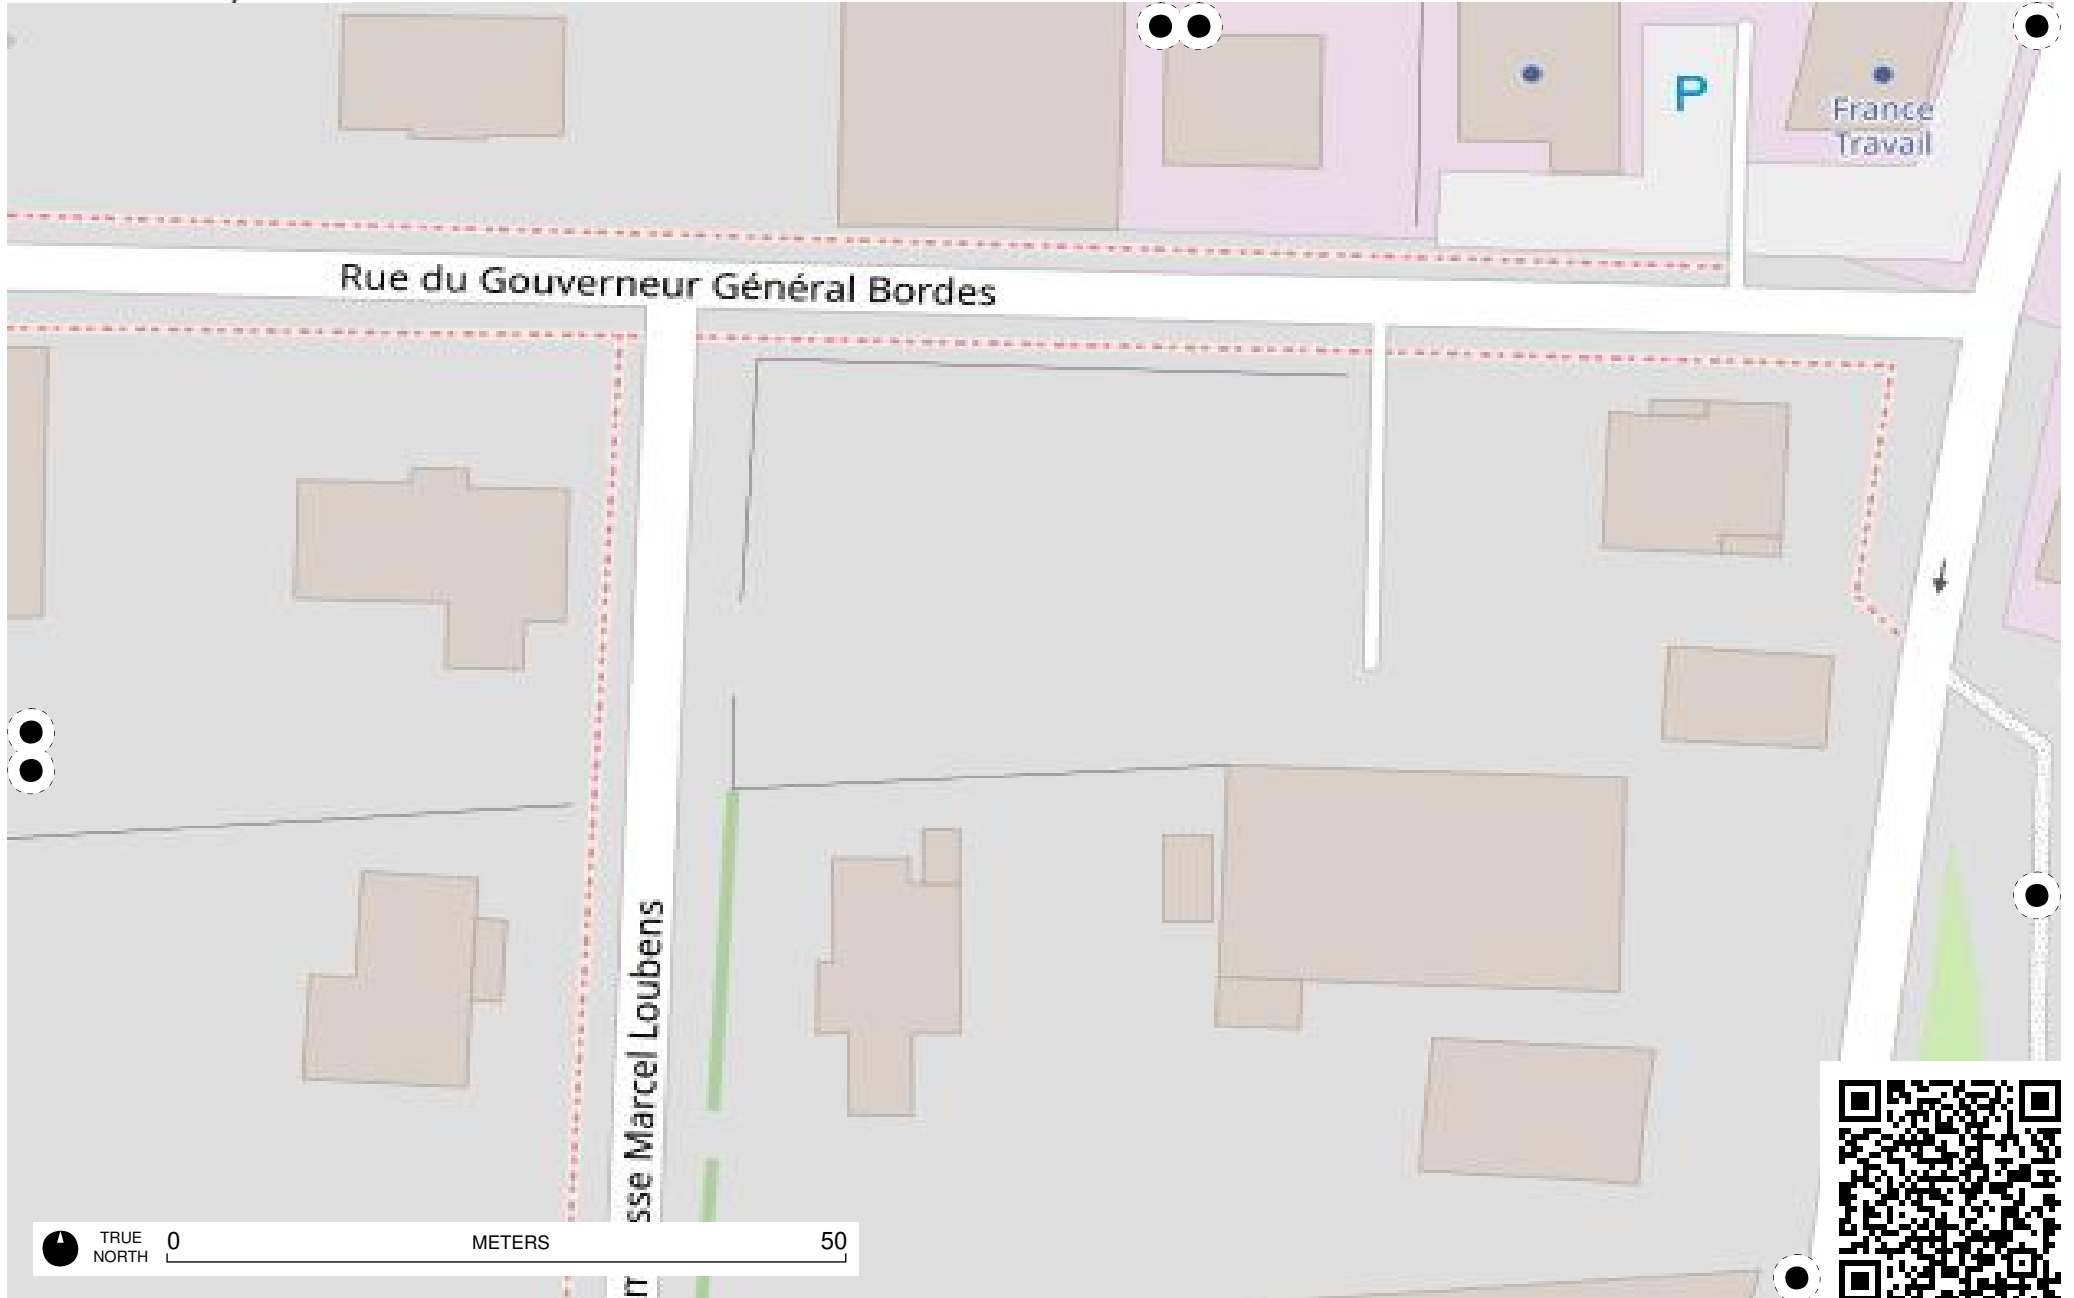 P
France
Travail
Rue du Gouverneur Général Bordes
sse Marcel Loubens
TRUE
NORTH
0
METERS
50